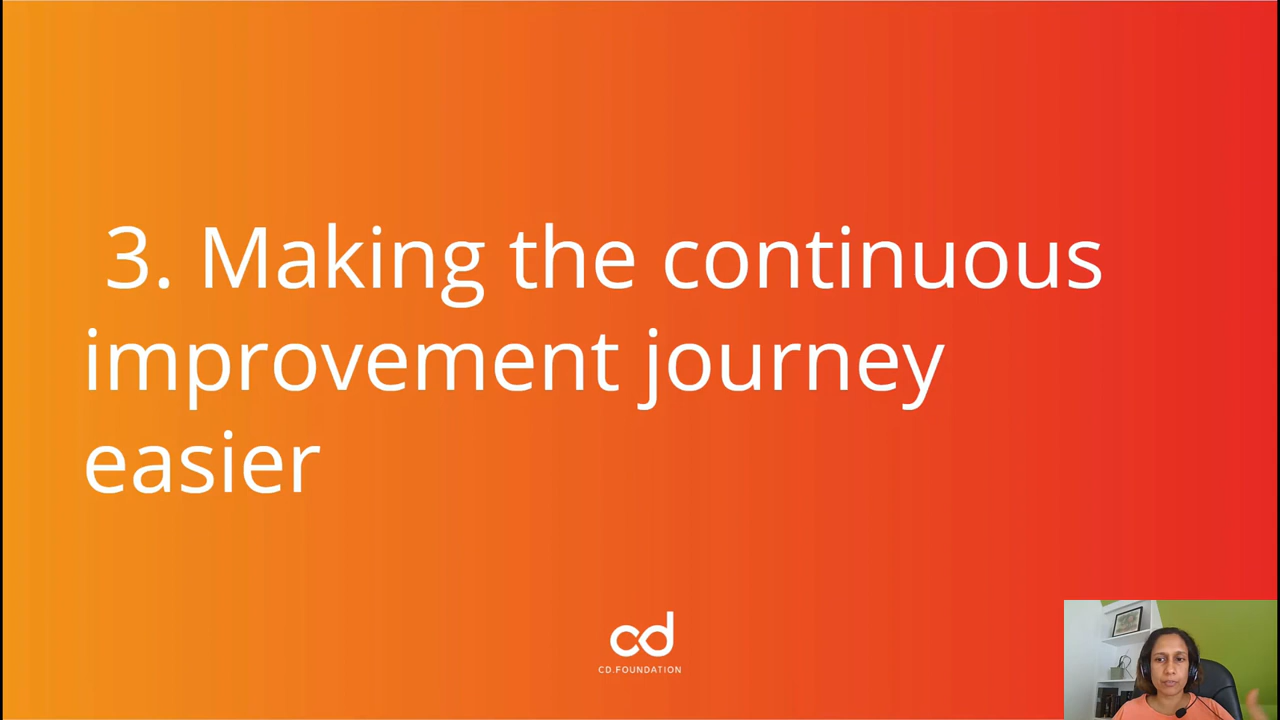 3. Making the continuous
improvement journey
easier
cd
CD.FOUNDATION